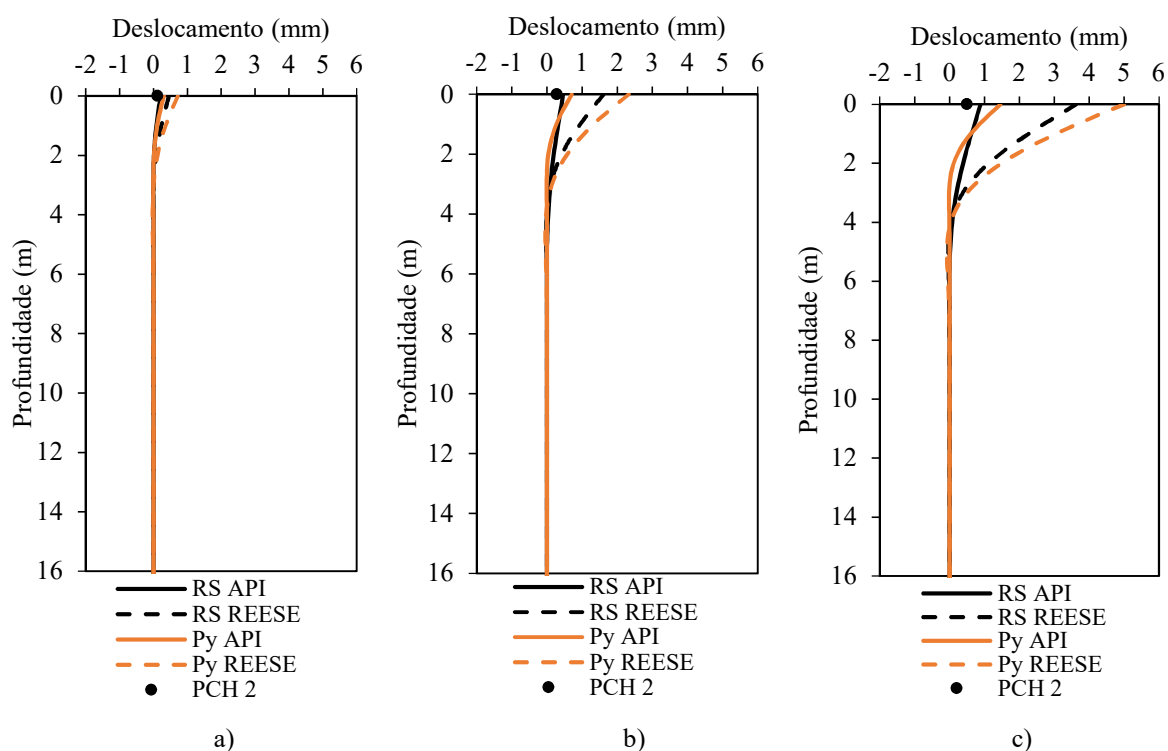 Deslocamento (mm)
-2 -1 0 1 2 3 4 5 6
0
2
4
6
8
10
12
14
16
Profundidade (m)
RS API
RS REESE
Py API
Py REESE
PCH 2
a)
Deslocamento (mm)
-2 -1 0 1 2 3 4 5 6
0
2
4
6
8
10
12
14
16
Profundidade (m)
RS API
RS REESE
Py API
Py REESE
PCH 2
b)
Deslocamento (mm)
-2 -1 0 1 2 3 4 5 6
0
2
4
6
8
10
12
14
16
Profundidade (m)
RS API
RS REESE
Py API
Py REESE
PCH 2
c)